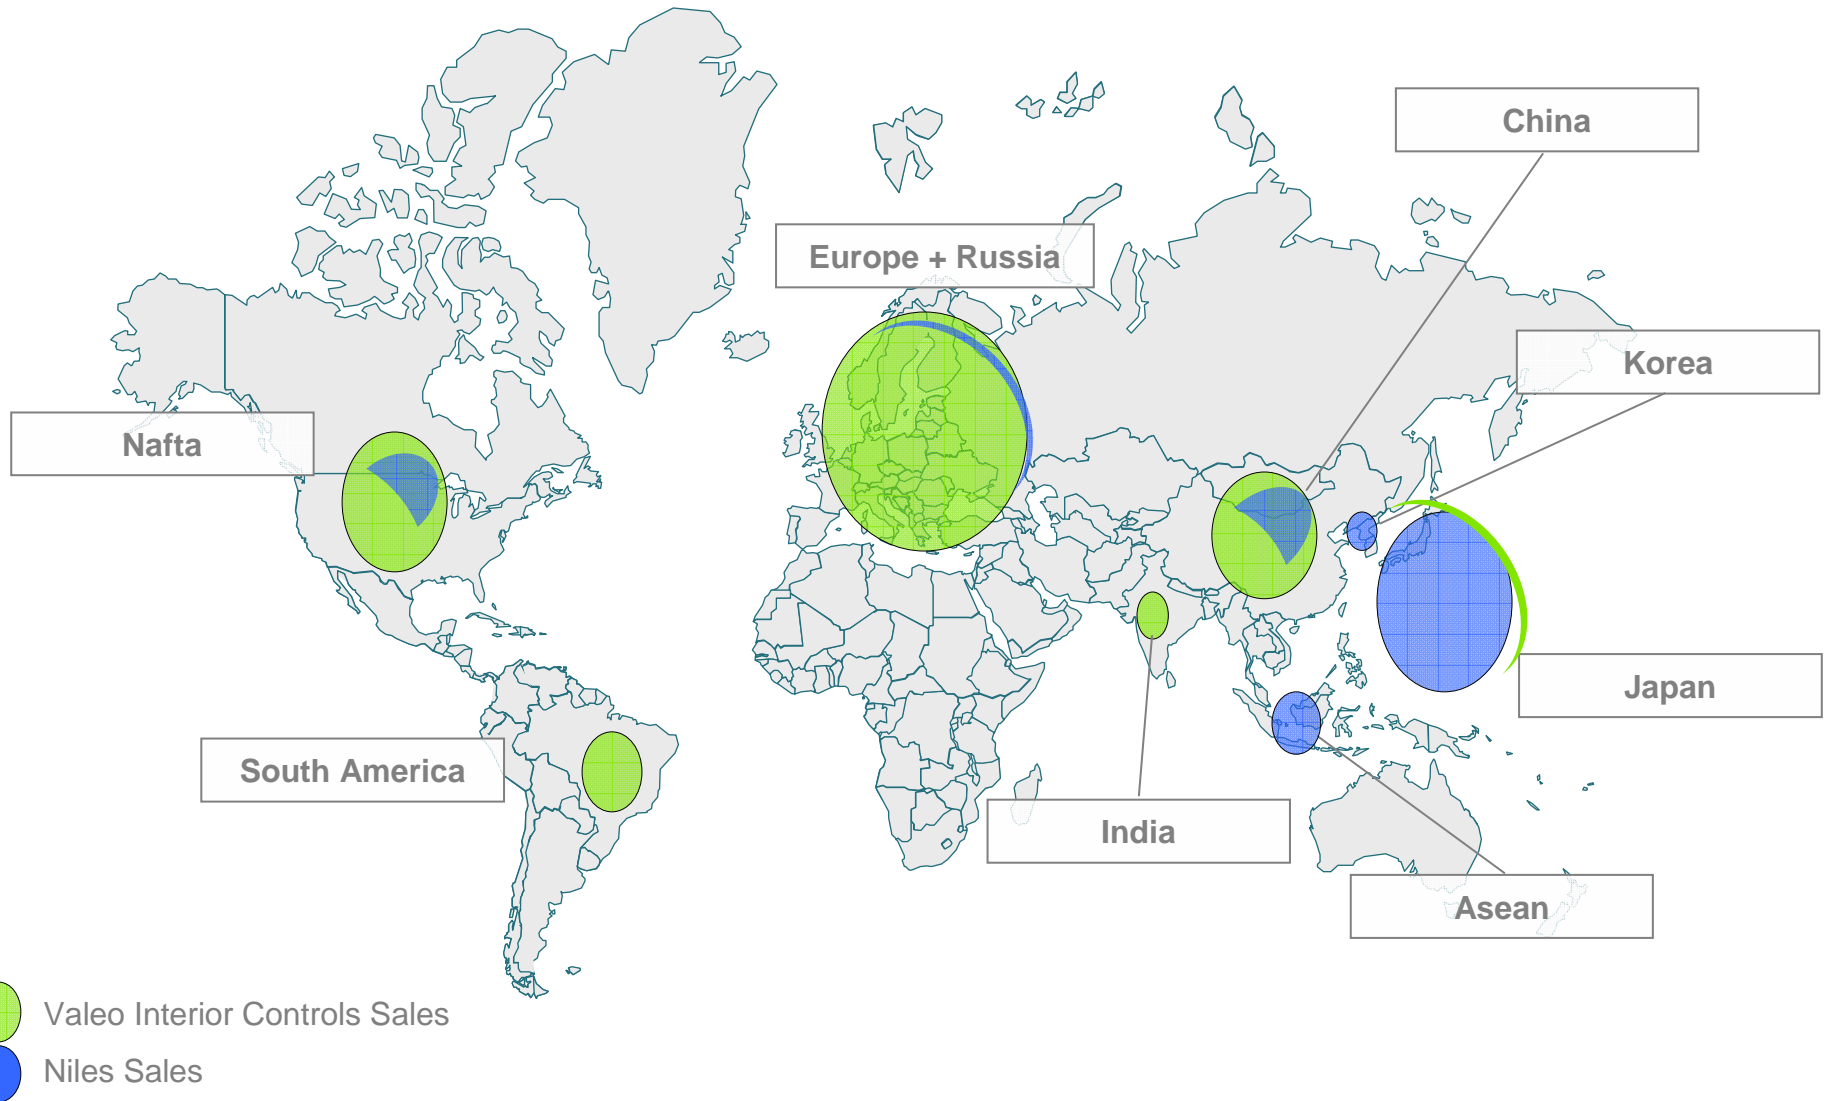 China
Europe + Russia
Korea
Nafta
Japan
South America
India
Asean
Valeo Interior Controls Sales
Niles Sales